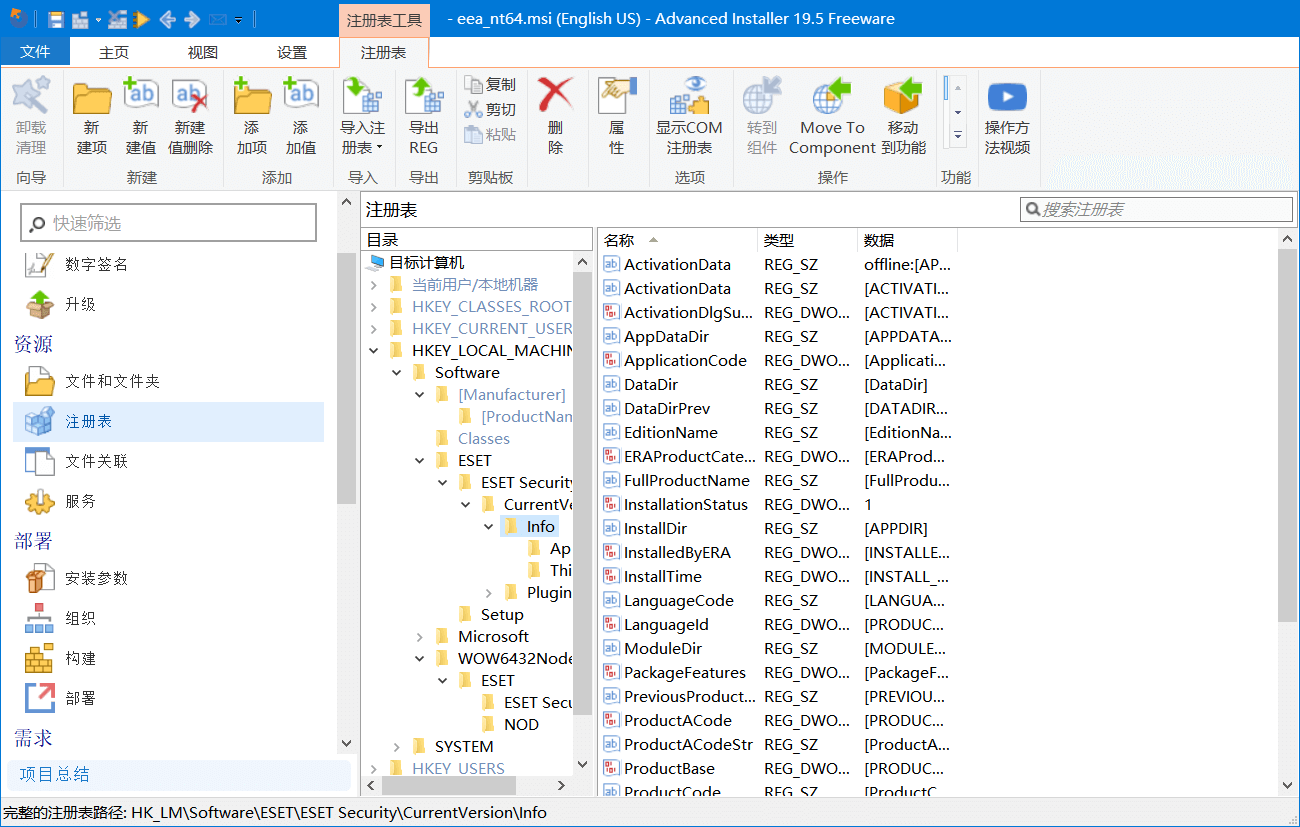 注册表工具
- eea_nt64.msi (English US) - Advanced Installer 19.5 Freeware
文件
主页
视图
设置
注册表
卸载
清理
新
建项
新
建值
新建
值删除
添
加项
添
加值
导入注
册表
导出
REG
复制
剪切
粘贴
删
除
属
性
显示COM
注册表
转到
组件
Move To
Component
移动
到功能
操作方
法视频
向导
新建
添加
导入
导出
剪贴板
选项
操作
功能
快速筛选
数字签名
升级
资源
文件和文件夹
注册表
文件关联
服务
部署
安装参数
组织
构建
部署
需求
项目总结
注册表
搜索注册表
目录
目标计算机
当前用户/本地机器
HKEY_CLASSES_ROOT
HKEY_CURRENT_USER
HKEY_LOCAL_MACHIN
Software
[Manufacturer]
[ProductNam
Classes
ESET
ESET Security
CurrentVe
Info
Ap
Thi
Plugin
Setup
Microsoft
WOW6432Node
ESET
ESET Secu
NOD
SYSTEM
HKEY_USERS
名称 类型 数据
ActivationData REG_SZ offline:[AP...
ActivationData REG_SZ [ACTIVATI...
ActivationDlgSu... REG_DWO... [ACTIVATI...
AppDataDir REG_SZ [APPDATA...
ApplicationCode REG_DWO... [Applicati...
DataDir REG_SZ [DataDir]
DataDirPrev REG_SZ [DATADIR...
EditionName REG_SZ [EditionNa...
ERAProductCate... REG_DWO... [ERAProd...
FullProductName REG_SZ [FullProdu...
InstallationStatus REG_DWO... 1
InstallDir REG_SZ [APPDIR]
InstalledByERA REG_DWO... [INSTALLE...
InstallTime REG_DWO... [INSTALL_...
LanguageCode REG_SZ [LANGUA...
LanguageId REG_DWO... [PRODUC...
ModuleDir REG_SZ [MODULE...
PackageFeatures REG_DWO... [PackageF...
PreviousProduct... REG_SZ [PREVIOU...
ProductACode REG_DWO... [PRODUC...
ProductACodeStr REG_SZ [ProductA...
ProductBase REG_DWO... [PRODUC...
ProductCode REG_SZ [ProductC
完整的注册表路径: HK_LM\Software\ESET\ESET Security\CurrentVersion\Info